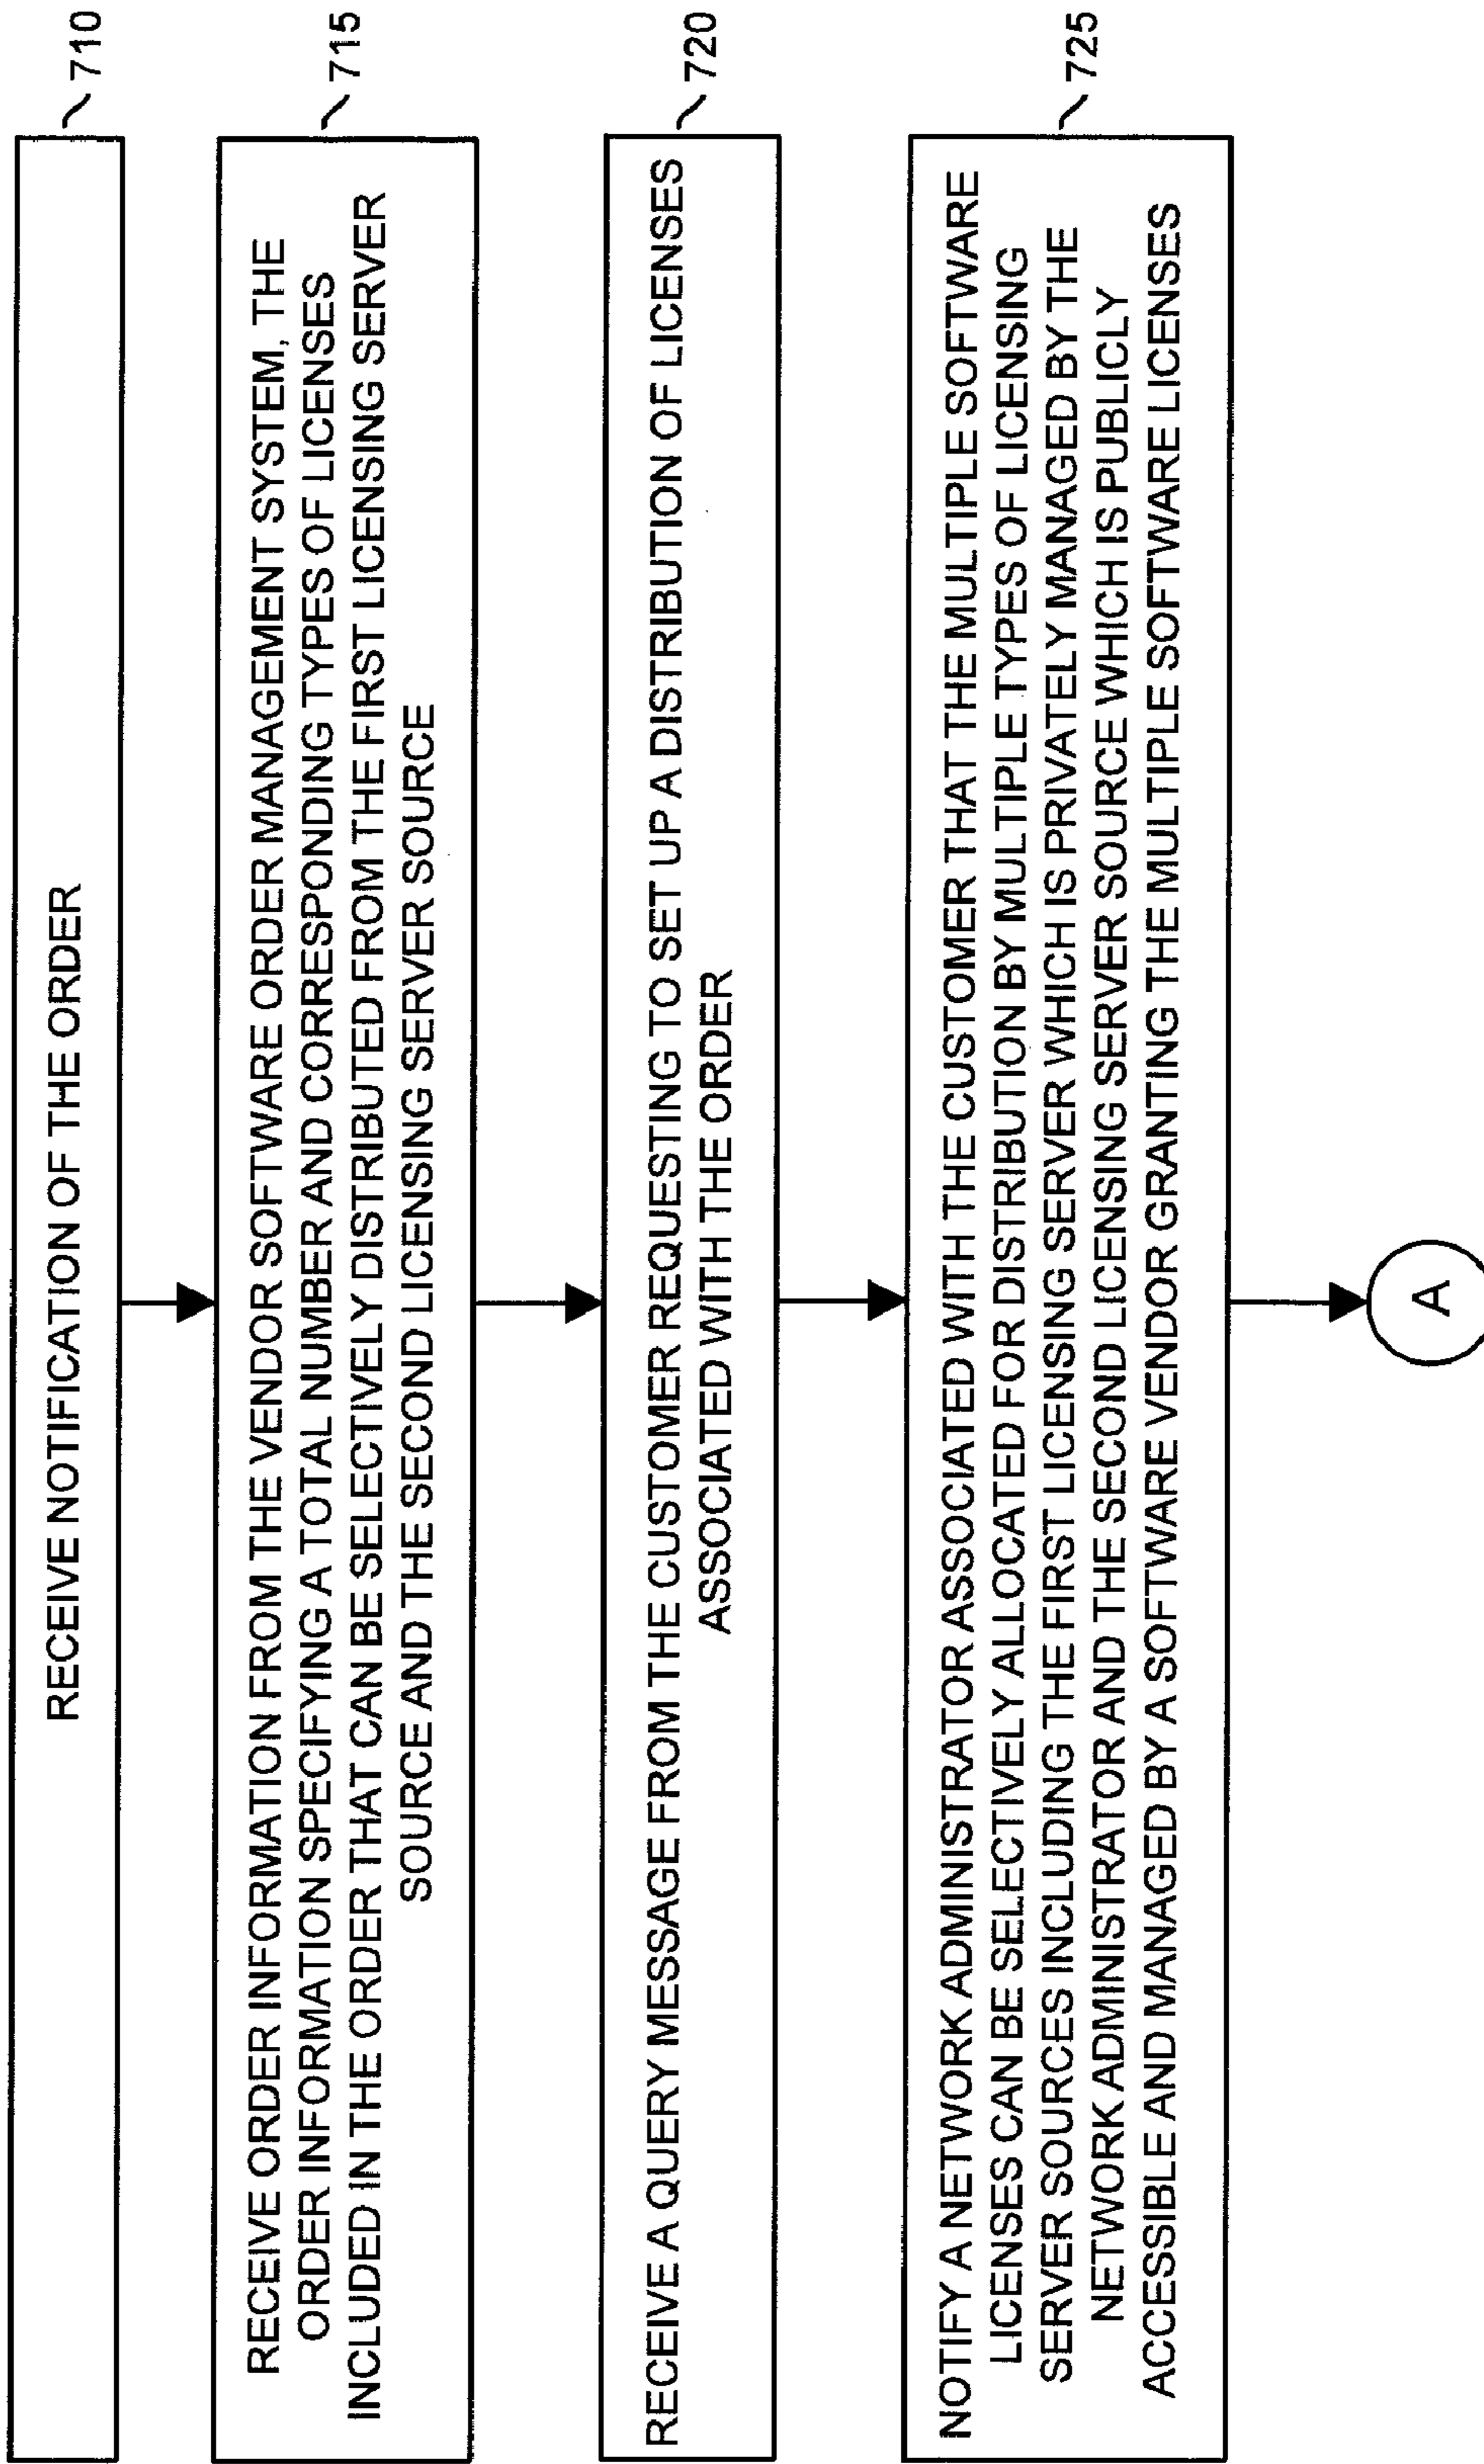 RECEIVE NOTIFICATION OF THE ORDER
710
RECEIVE ORDER INFORMATION FROM THE VENDOR SOFTWARE ORDER MANAGEMENT SYSTEM, THE
ORDER INFORMATION SPECIFYING A TOTAL NUMBER AND CORRESPONDING TYPES OF LICENSES
INCLUDED IN THE ORDER THAT CAN BE SELECTIVELY DISTRIBUTED FROM THE FIRST LICENSING SERVER
SOURCE AND THE SECOND LICENSING SERVER SOURCE
715
RECEIVE A QUERY MESSAGE FROM THE CUSTOMER REQUESTING TO SET UP A DISTRIBUTION OF LICENSES
ASSOCIATED WITH THE ORDER
720
NOTIFY A NETWORK ADMINISTRATOR ASSOCIATED WITH THE CUSTOMER THAT THE MULTIPLE SOFTWARE
LICENSES CAN BE SELECTIVELY ALLOCATED FOR DISTRIBUTION BY MULTIPLE TYPES OF LICENSING
SERVER SOURCES INCLUDING THE FIRST LICENSING SERVER WHICH IS PRIVATELY MANAGED BY THE
NETWORK ADMINISTRATOR AND THE SECOND LICENSING SERVER SOURCE WHICH IS PUBLICLY
ACCESSIBLE AND MANAGED BY A SOFTWARE VENDOR GRANTING THE MULTIPLE SOFTWARE LICENSES
725
A